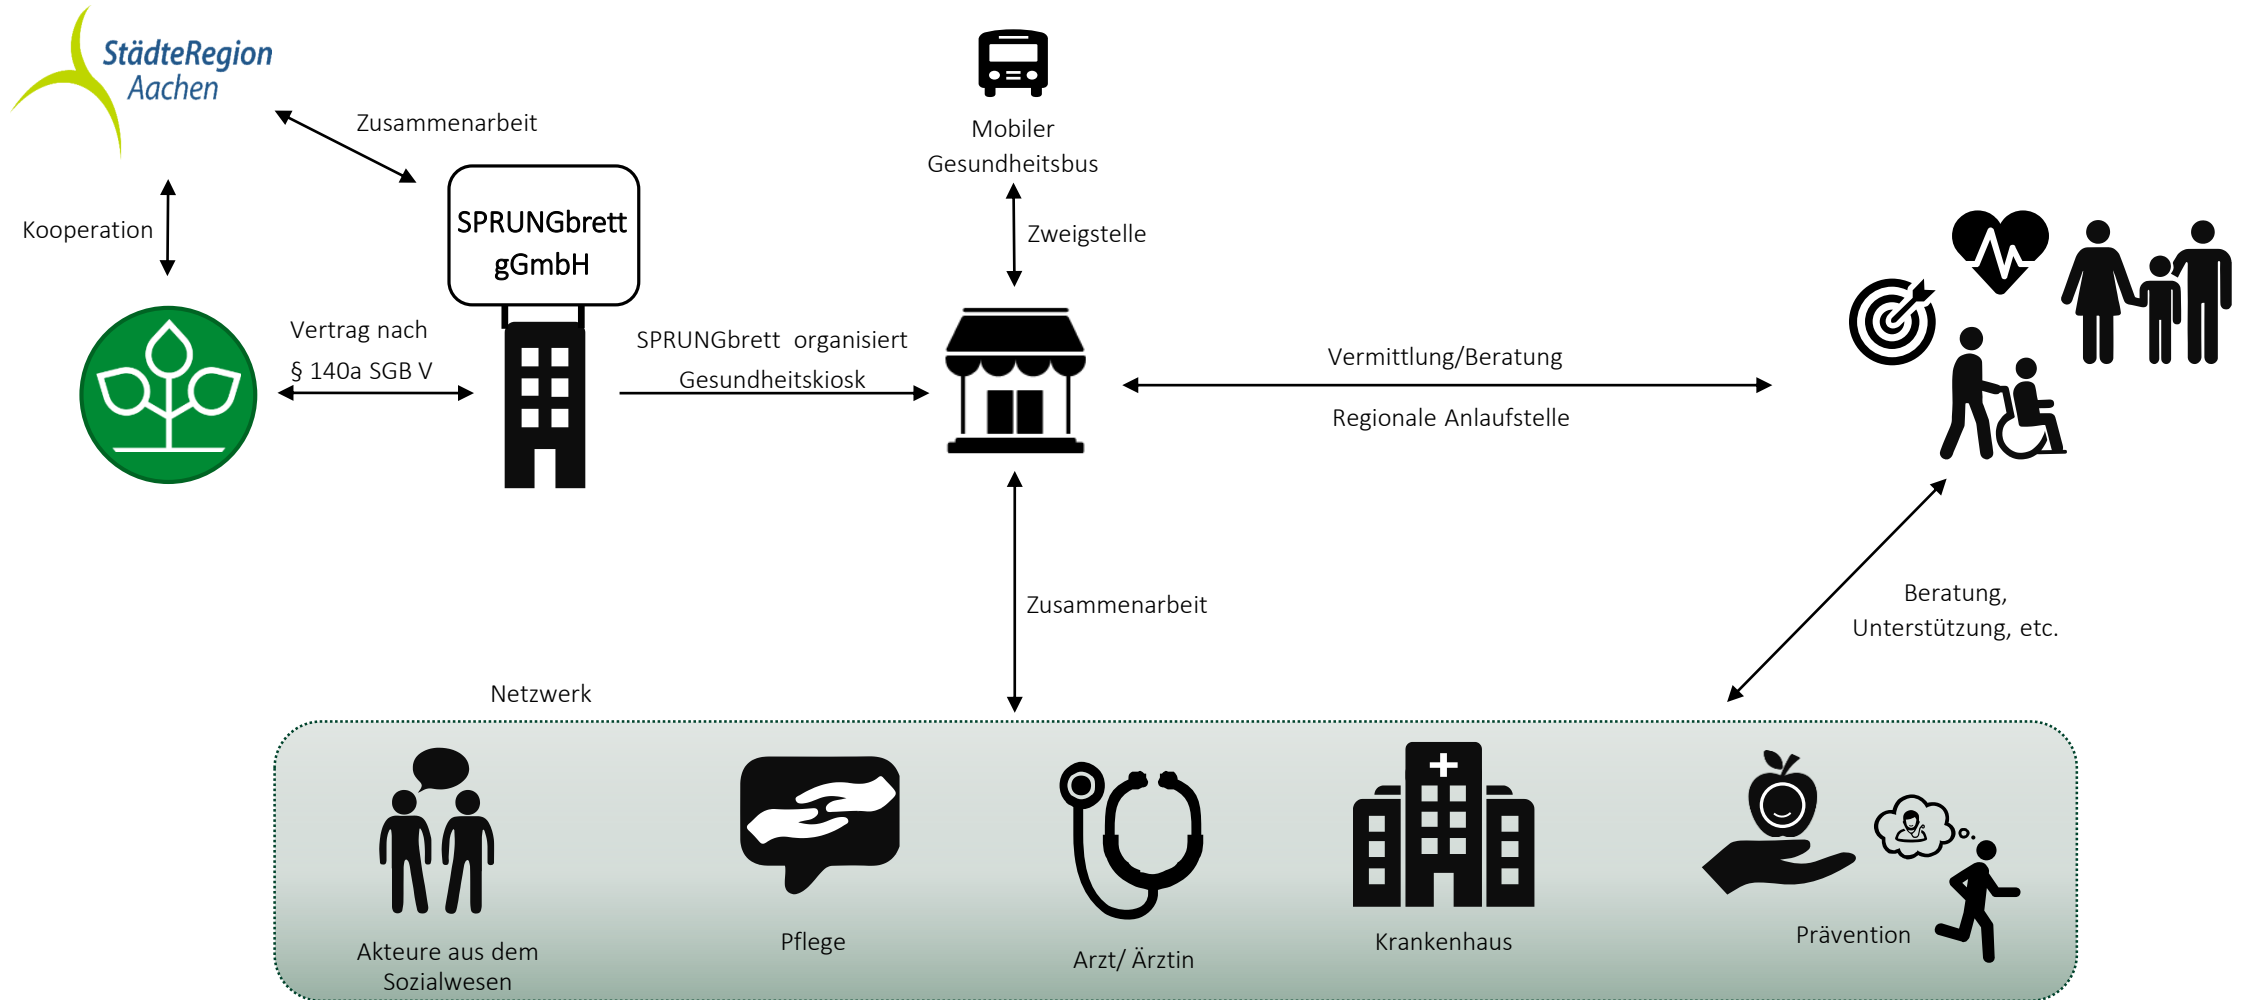 StädteRegion
Aachen
Zusammenarbeit
Mobiler
Gesundheitsbus
Kooperation
SPRUNGbrett
gGmbH
Zweigstelle
Vertrag nach
§ 140a SGB V
SPRUNGbrett organisiert
Gesundheitskiosk
Vermittlung/Beratung
Regionale Anlaufstelle
Zusammenarbeit
Beratung,
Unterstützung, etc.
Netzwerk
Akteure aus dem
Sozialwesen
Pflege
Arzt/ Ärztin
Krankenhaus
Prävention